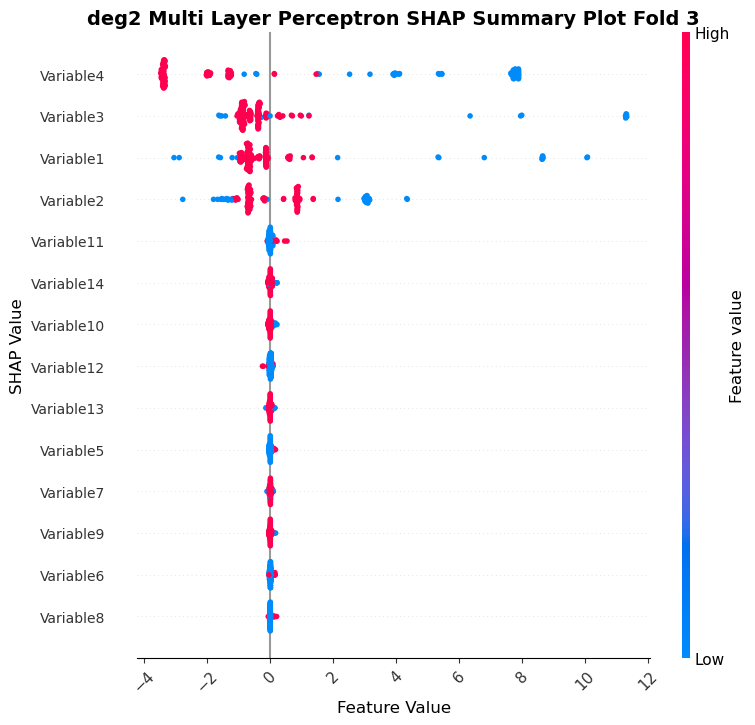 deg2 Multi Layer Perceptron SHAP Summary Plot Fold 3
High
Variable4
Variable3
Variable1
Variable2
Variable11
Variable14
Variable10
Variable12
Variable13
Variable5
Variable7
Variable9
Variable6
Variable8
SHAP Value
Feature value
Low
−4 −2 0 2 4 6 8 10 12
Feature Value